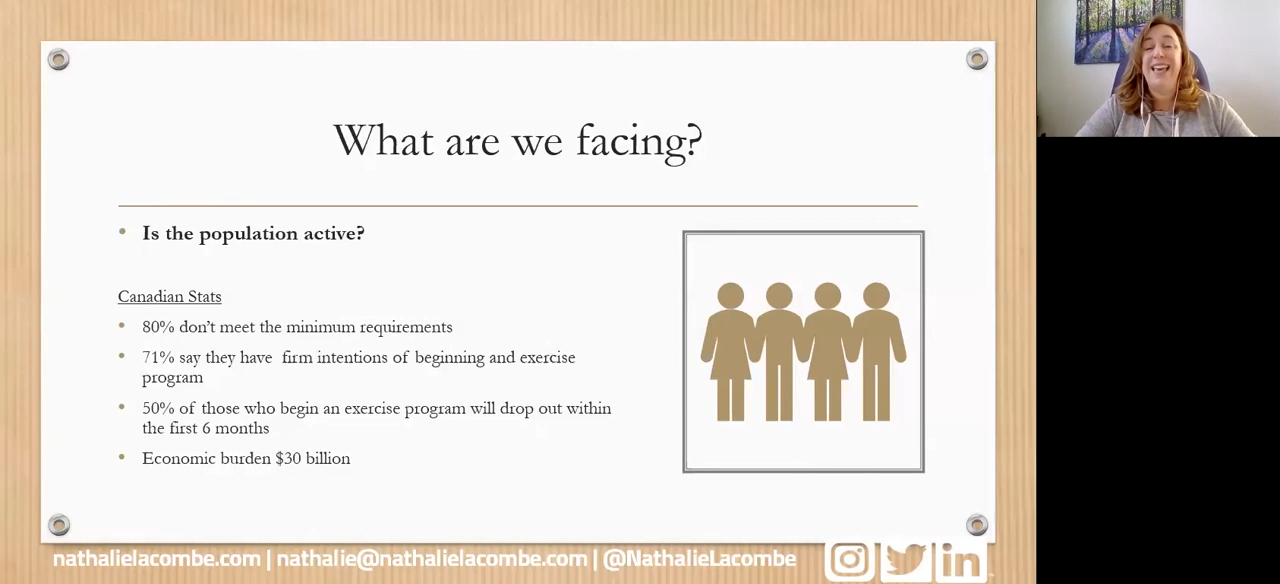 What are we facing?
• Is the population active?
Canadian Stats
• 80% don't meet the minimum requirements
• 71% say they have firm intentions of beginning and exercise
program
• 50% of those who begin an exercise program will drop out within
the first 6 months
• Economic burden $30 billion
nathalielacombe.com | nathalie@nathalielacombe.com | @NathalieLacombe
in